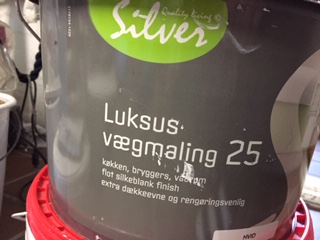 Quality living
Silver
Luksus
vægmaling 25
køkken, bryggers, vådrum
flot silkeblank finish
extra dækkeevne og rengøringsvenlig
HVID